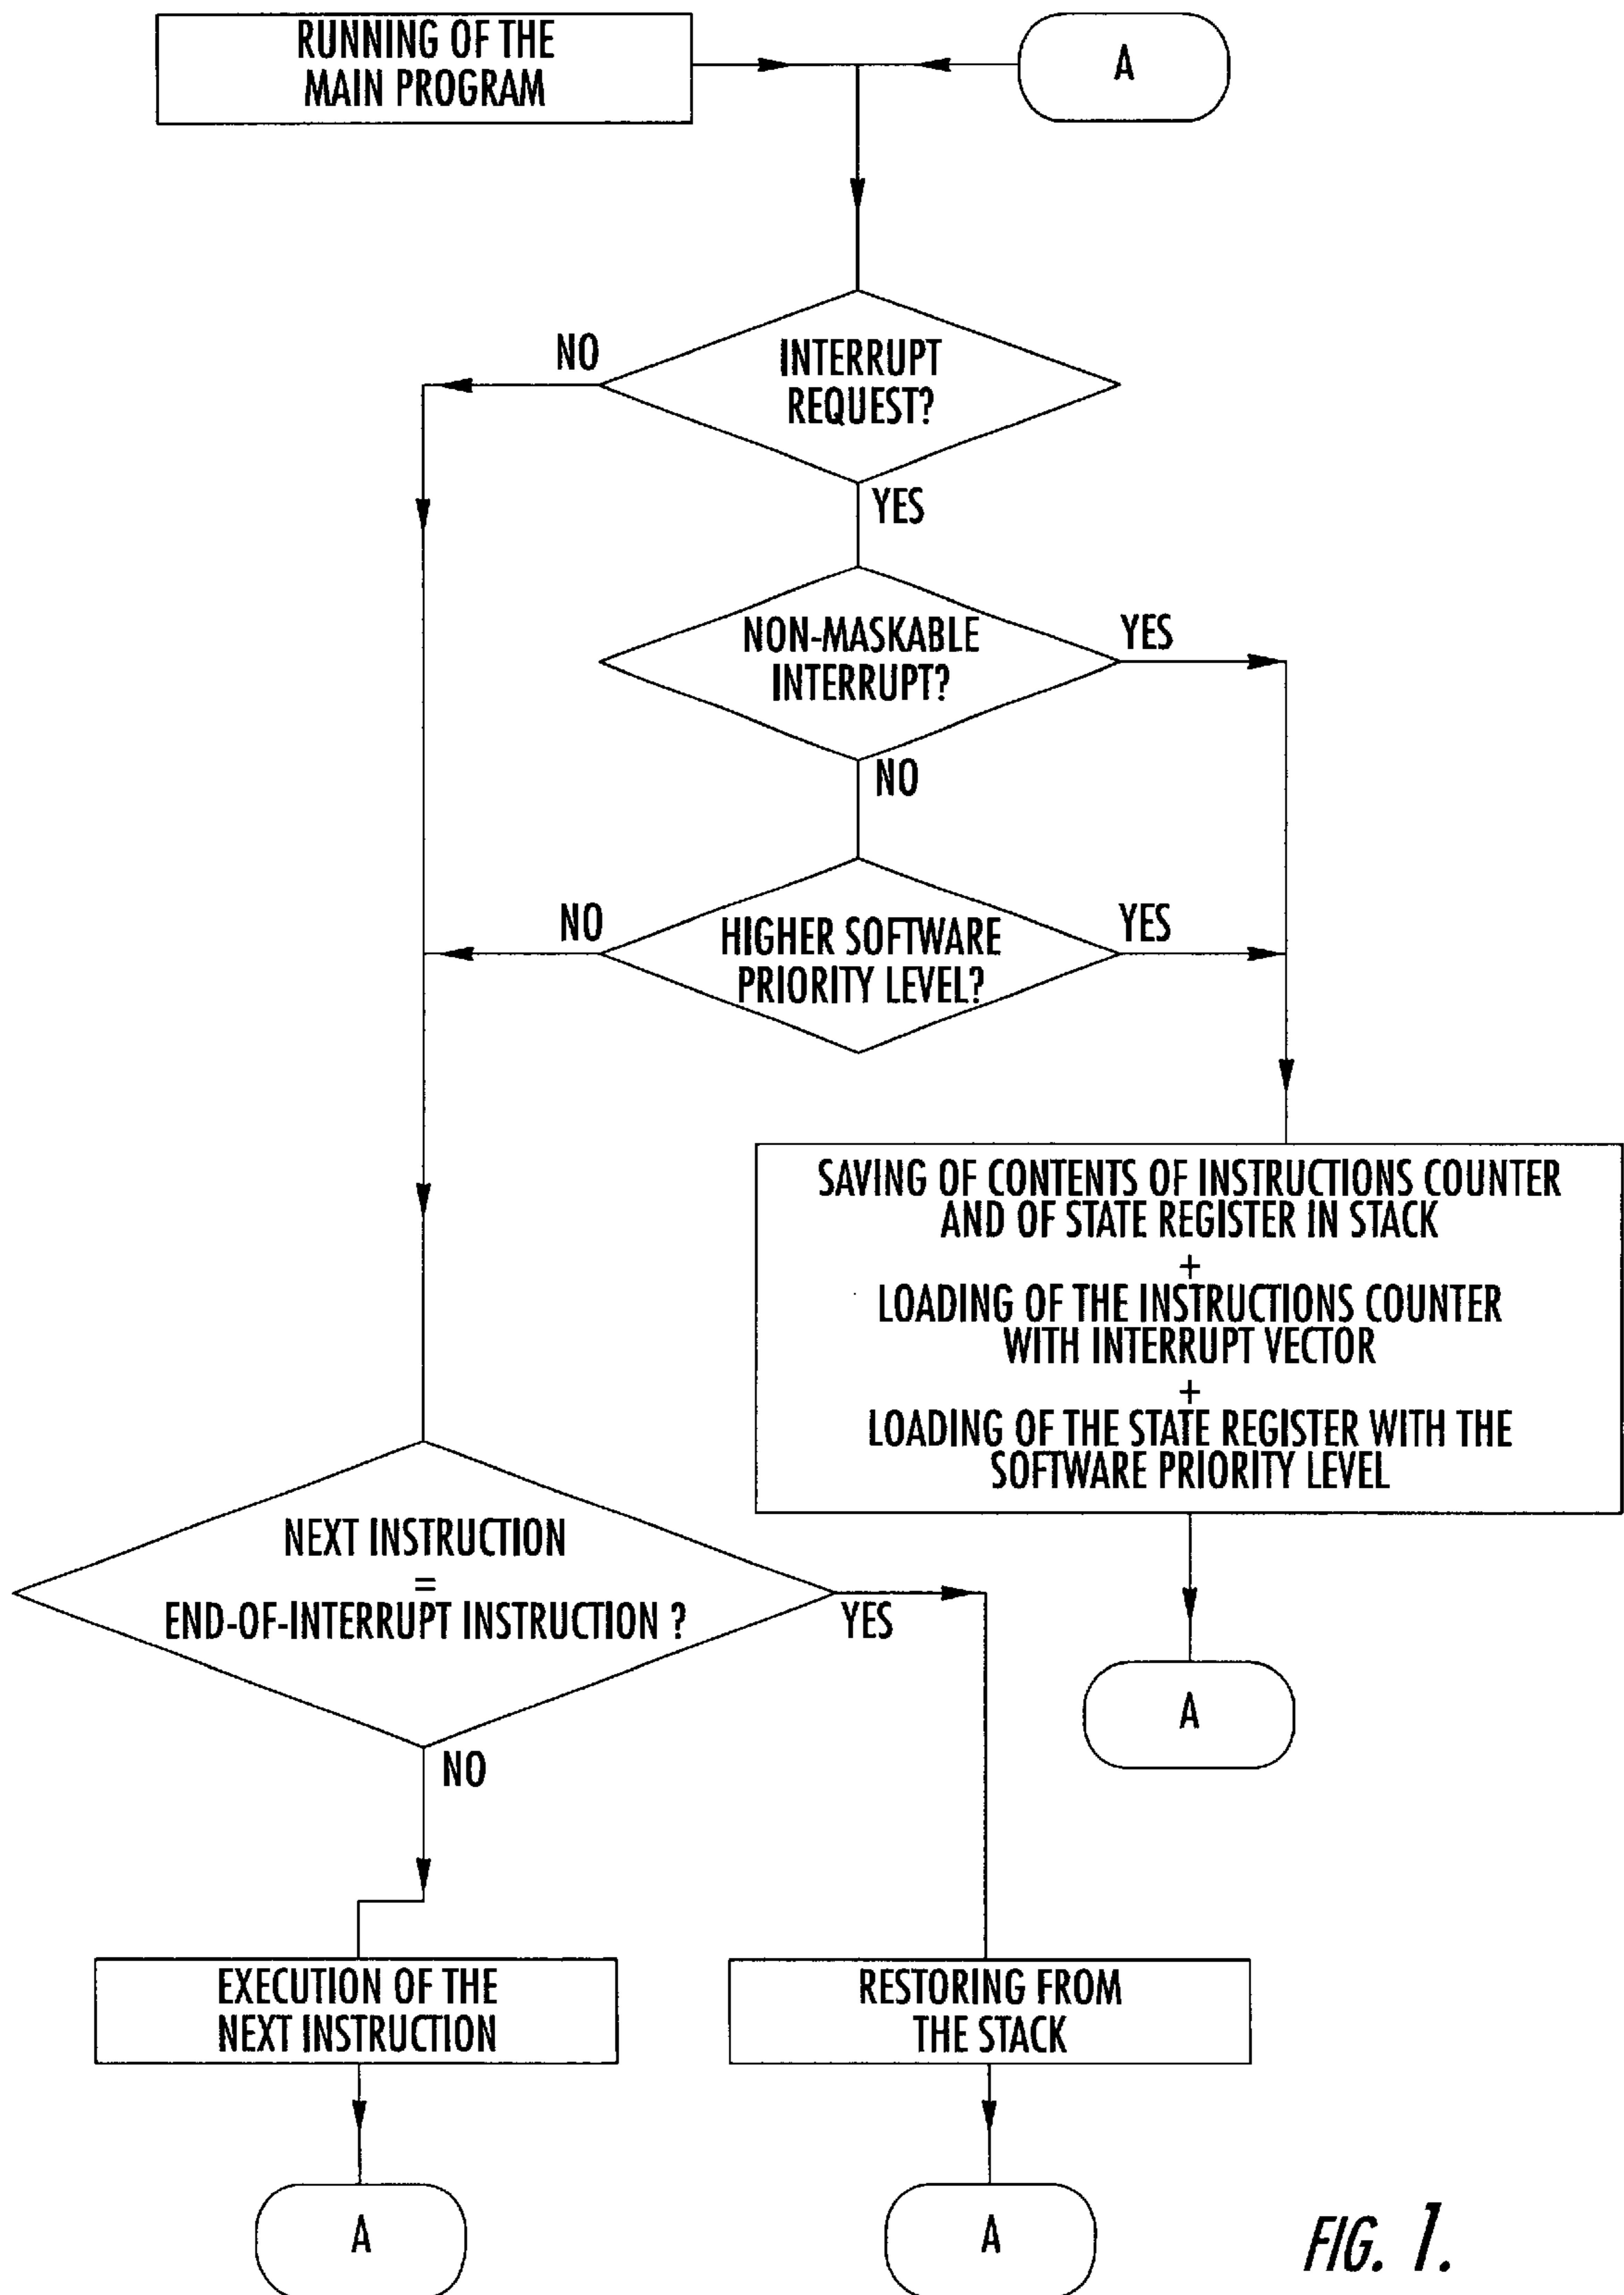 RUNNING OF THE
MAIN PROGRAM
A
NO
INTERRUPT
REQUEST?
YES
NON-MASKABLE
INTERRUPT?
YES
NO
NO
HIGHER SOFTWARE
PRIORITY LEVEL?
YES
SAVING OF CONTENTS OF INSTRUCTIONS COUNTER
AND OF STATE REGISTER IN STACK
+
LOADING OF THE INSTRUCTIONS COUNTER
WITH INTERRUPT VECTOR
+
LOADING OF THE STATE REGISTER WITH THE
SOFTWARE PRIORITY LEVEL
A
NEXT INSTRUCTION
=
END-OF-INTERRUPT INSTRUCTION ?
YES
NO
EXECUTION OF THE
NEXT INSTRUCTION
RESTORING FROM
THE STACK
A
A
FIG. 1.